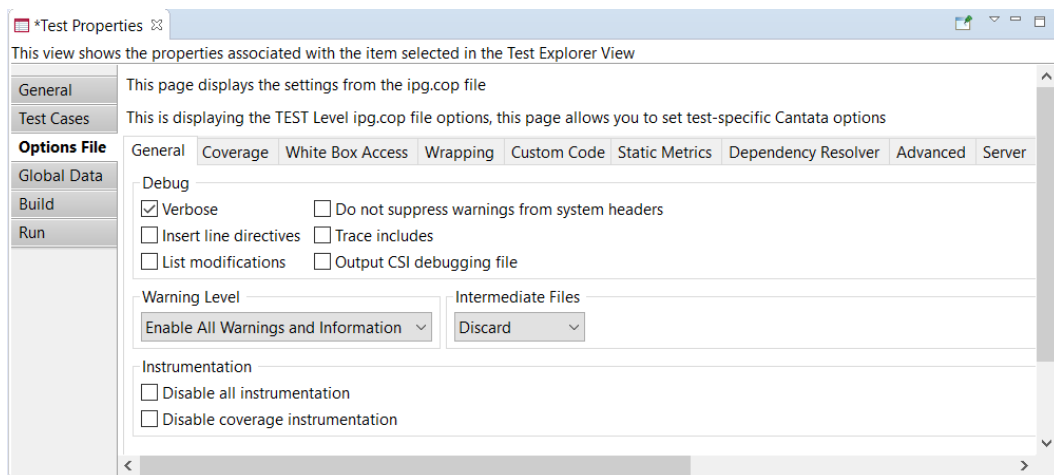 *Test Properties
This view shows the properties associated with the item selected in the Test Explorer View
General
Test Cases
Options File
Global Data
Build
Run
This page displays the settings from the ipg.cop file
This is displaying the TEST Level ipg.cop file options, this page allows you to set test-specific Cantata options
General Coverage White Box Access Wrapping Custom Code Static Metrics Dependency Resolver Advanced Server
Debug
Verbose Do not suppress warnings from system headers
Insert line directives Trace includes
List modifications Output CSI debugging file
Warning Level Intermediate Files
Enable All Warnings and Information Discard
Instrumentation
Disable all instrumentation
Disable coverage instrumentation